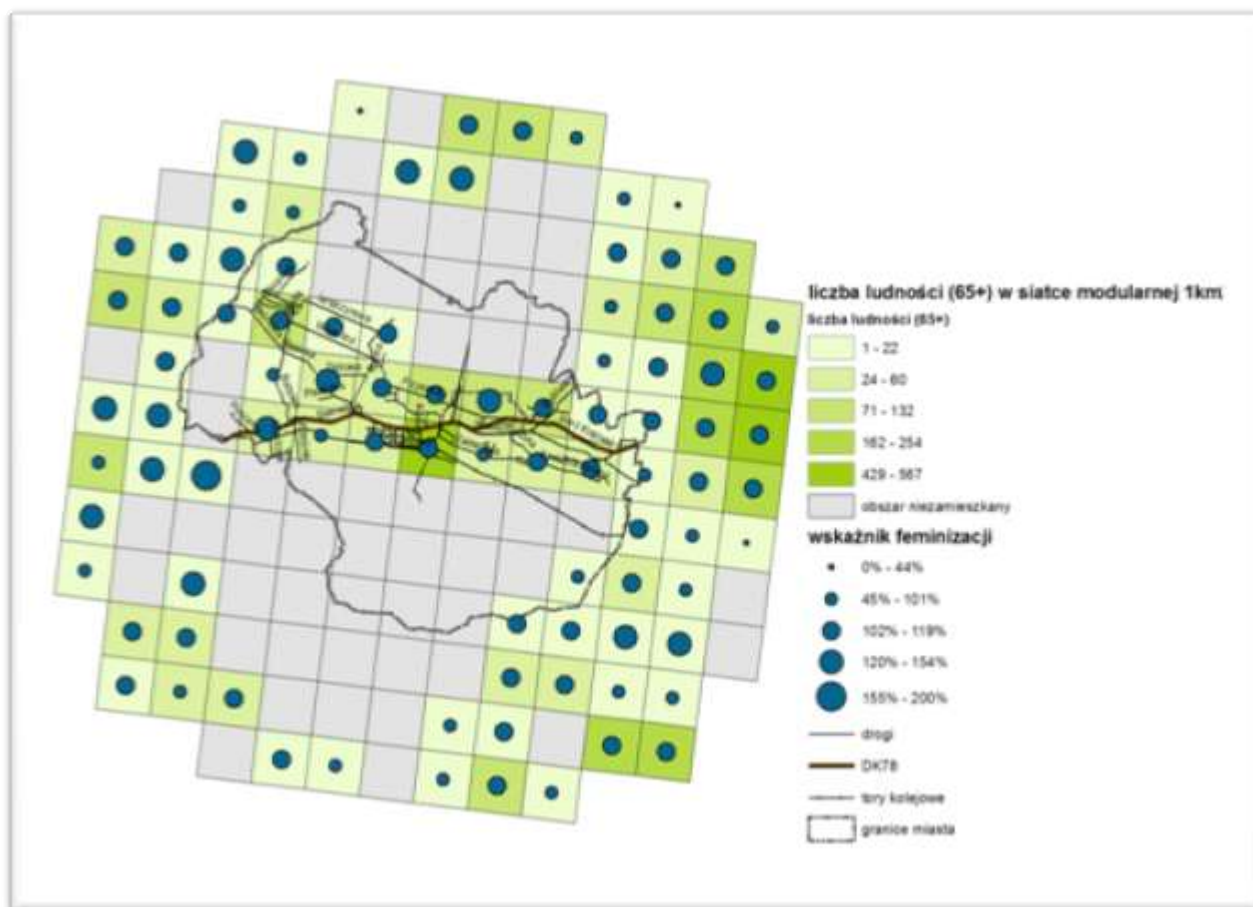 liczba ludności (65+) w siatce modularnej 1km
liczba ludności (65+)
1 - 22
24 - 60
71 - 132
162 - 254
429 - 567
obszar niezamieszkany
wskaźnik feminizacji
0% - 44%
45% - 101%
102% - 119%
120% - 154%
155% - 200%
drogi
DK78
tory kolejowe
granice miasta